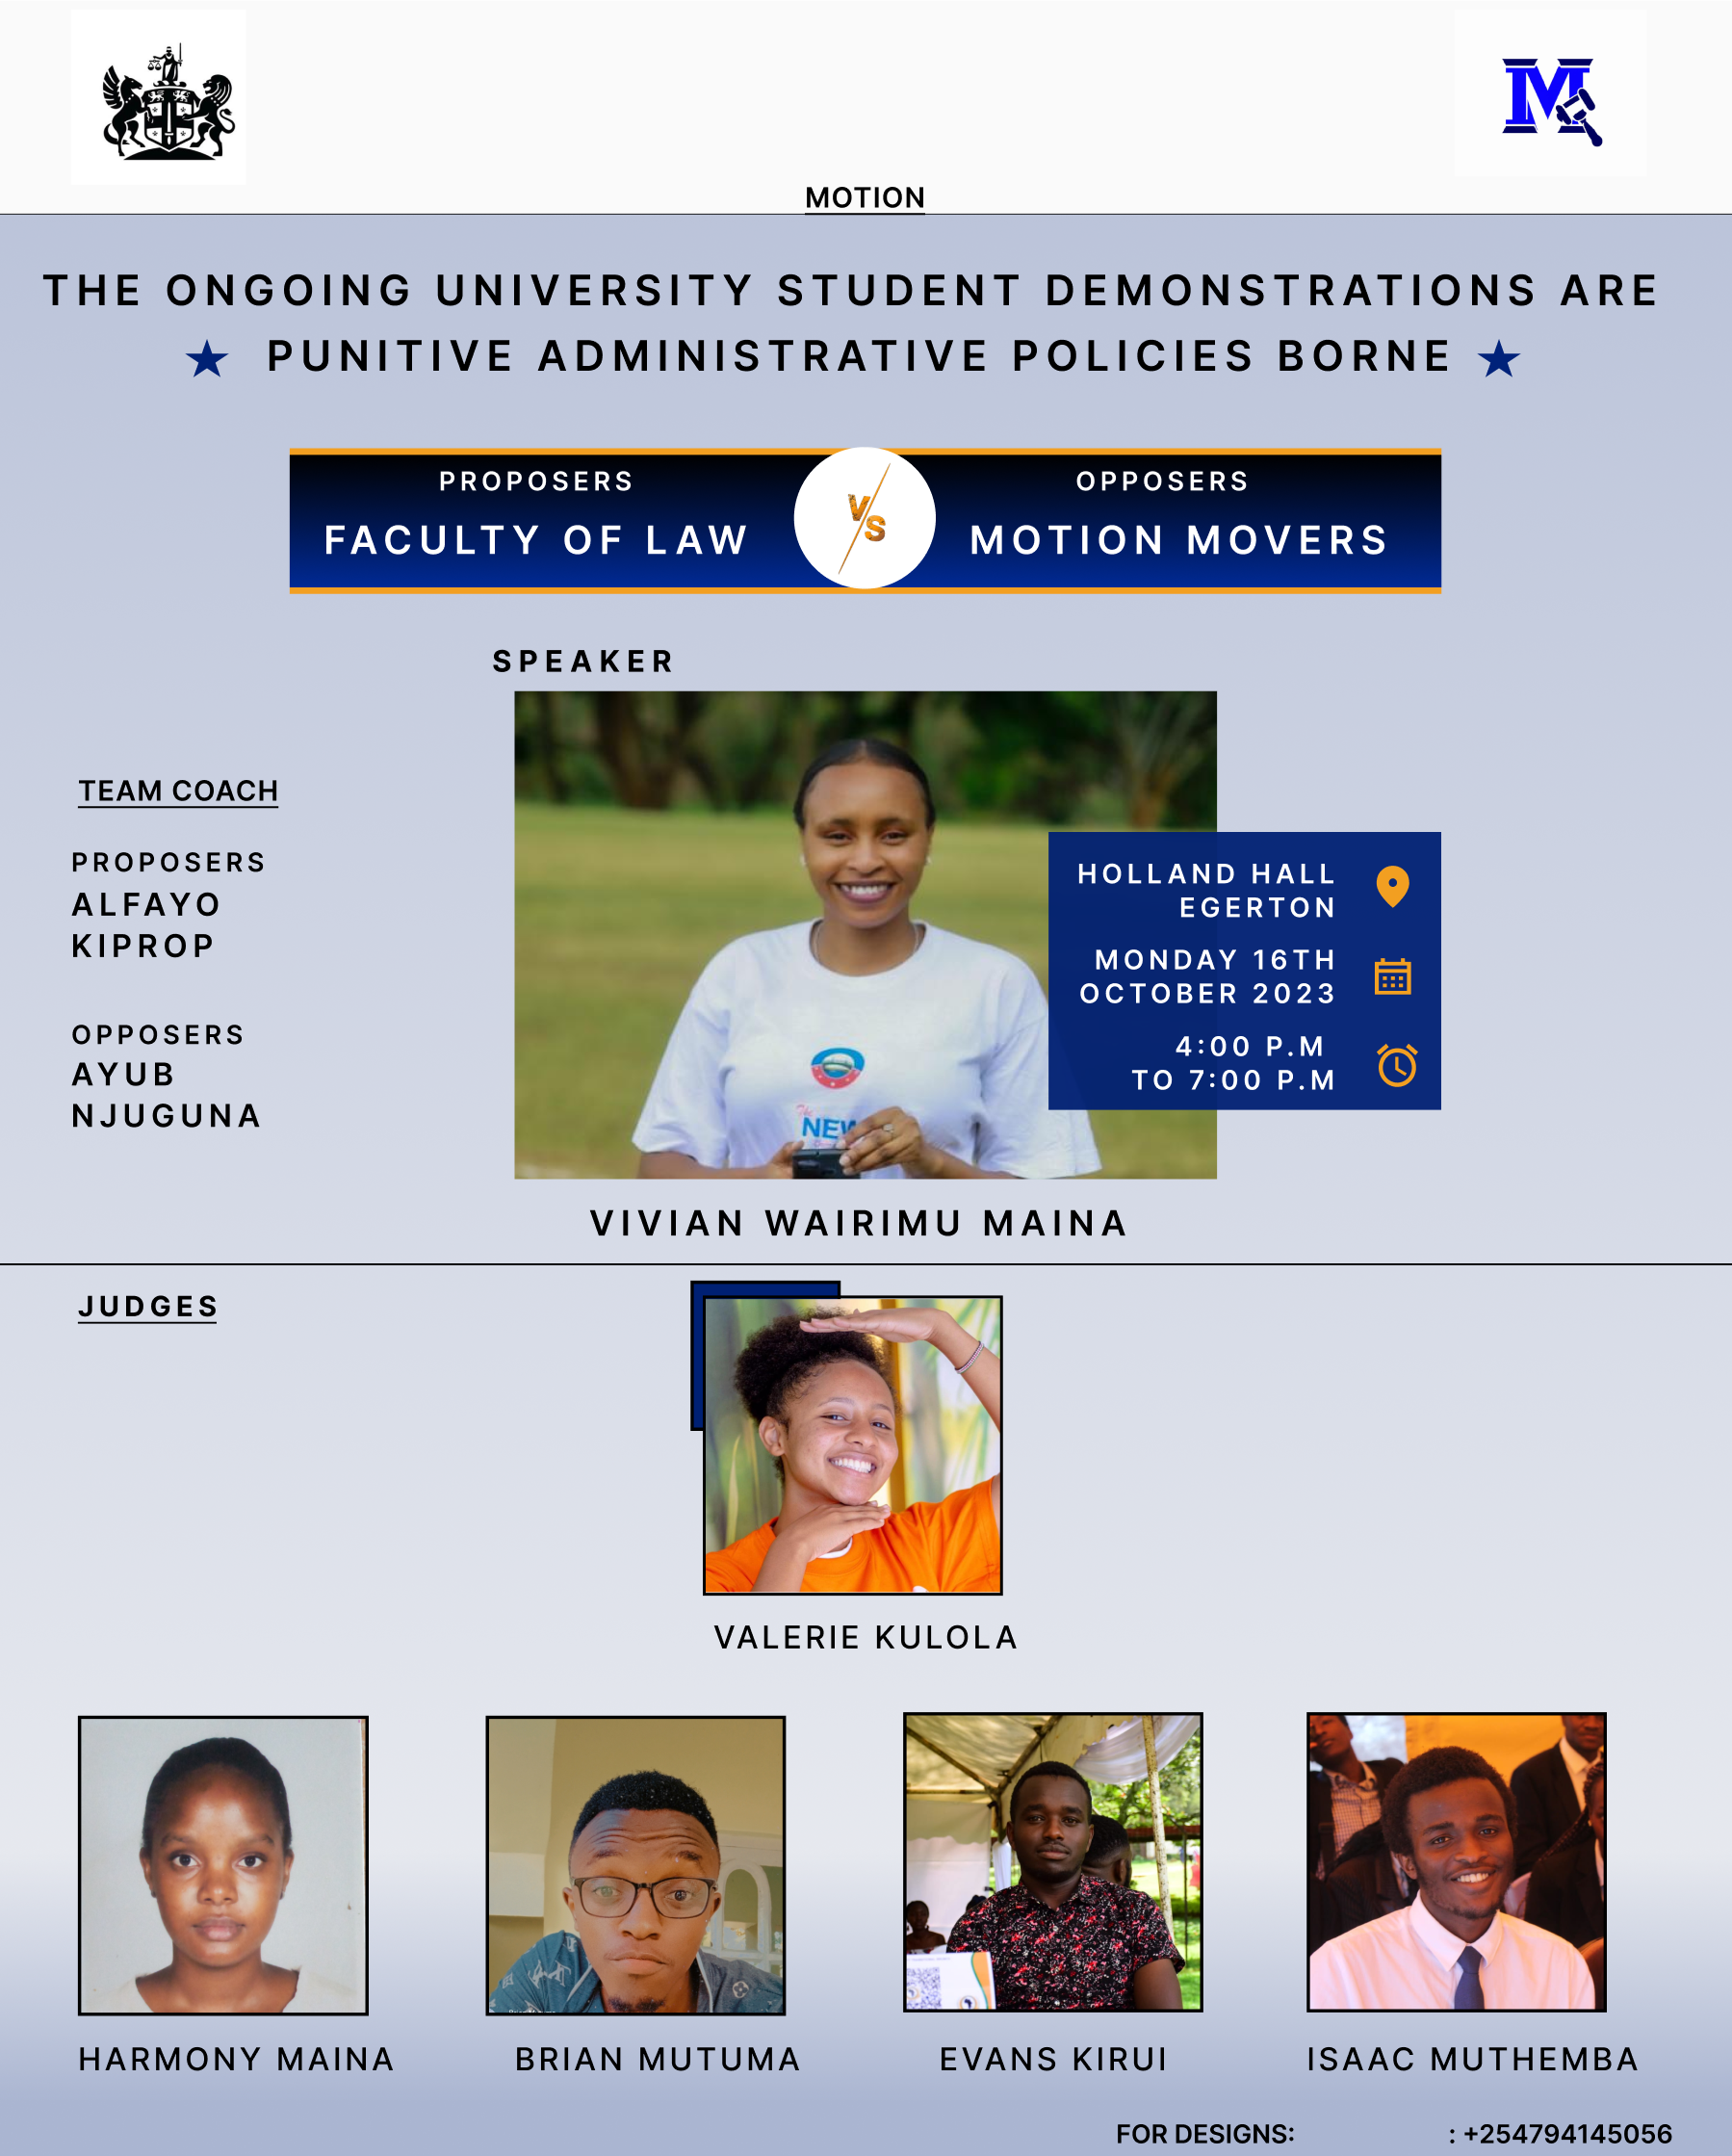 MOTION
THE ONGOING UNIVERSITY STUDENT DEMONSTRATIONS ARE
PUNITIVE ADMINISTRATIVE POLICIES BORNE
PROPOSERS
FACULTY OF LAW
VS
OPPOSERS
MOTION MOVERS
SPEAKER
TEAM COACH
PROPOSERS
ALFAYO
KIPROP
OPPOSERS
AYUB
NJUGUNA
HOLLAND HALL
EGERTON
MONDAY 16TH
OCTOBER 2023
4:00 P.M
TO 7:00 P.M
The
NEW
VIVIAN WAIRIMU MAINA
JUDGES
VALERIE KULOLA
HARMONY MAINA
BRIAN MUTUMA
EVANS KIRUI
ISAAC MUTHEMBA
FOR DESIGNS: : +254794145056
M